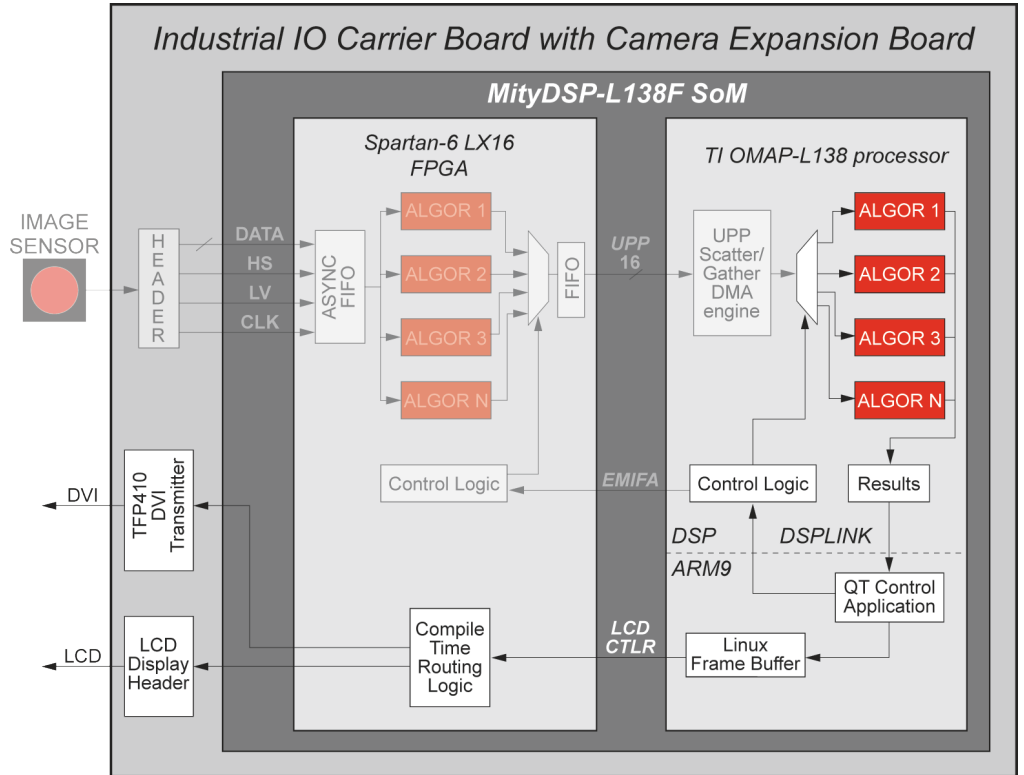 Industrial IO Carrier Board with Camera Expansion Board
MityDSP-L138F SoM
Spartan-6 LX16
FPGA
TI OMAP-L138 processor
IMAGE
SENSOR
HEADER
DATA
HS
LV
CLK
ASYNC
FIFO
ALGOR 1
ALGOR 2
ALGOR 3
ALGOR N
FIFO
UPP
16
UPP
Scatter/
Gather
DMA
engine
ALGOR 1
ALGOR 2
ALGOR 3
ALGOR N
Control Logic
EMIFA
Control Logic
Results
DSP
DSPLINK
ARM9
QT Control
Application
DVI
TFP410
DVI
Transmitter
LCD
LCD
Display
Header
Compile
Time
Routing
Logic
LCD
CTLR
Linux
Frame Buffer